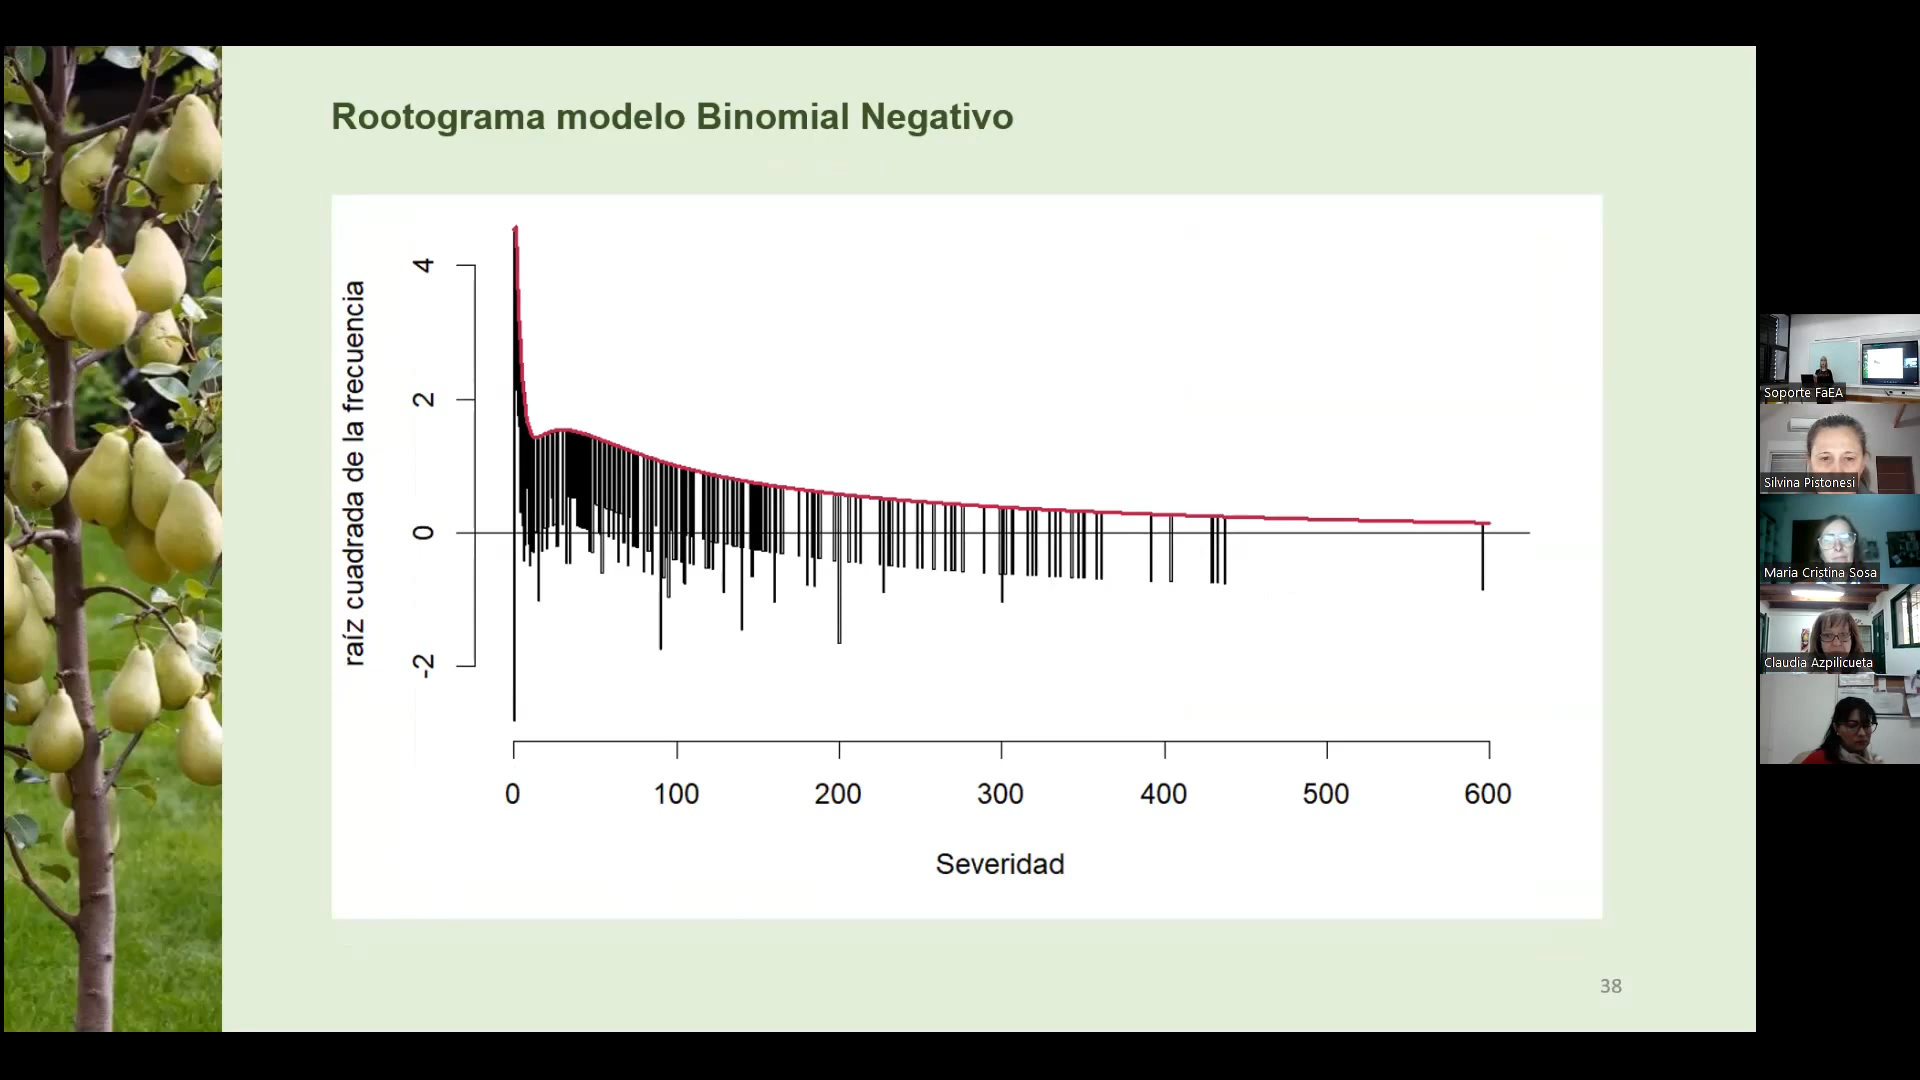 Rootograma modelo Binomial Negativo
raíz cuadrada de la frecuencia
4
2
0
-2
0 100 200 300 400 500 600
Severidad
38
Soporte FaEA
Silvina Pistonesi
Maria Cristina Sosa
Claudia Azpilicueta